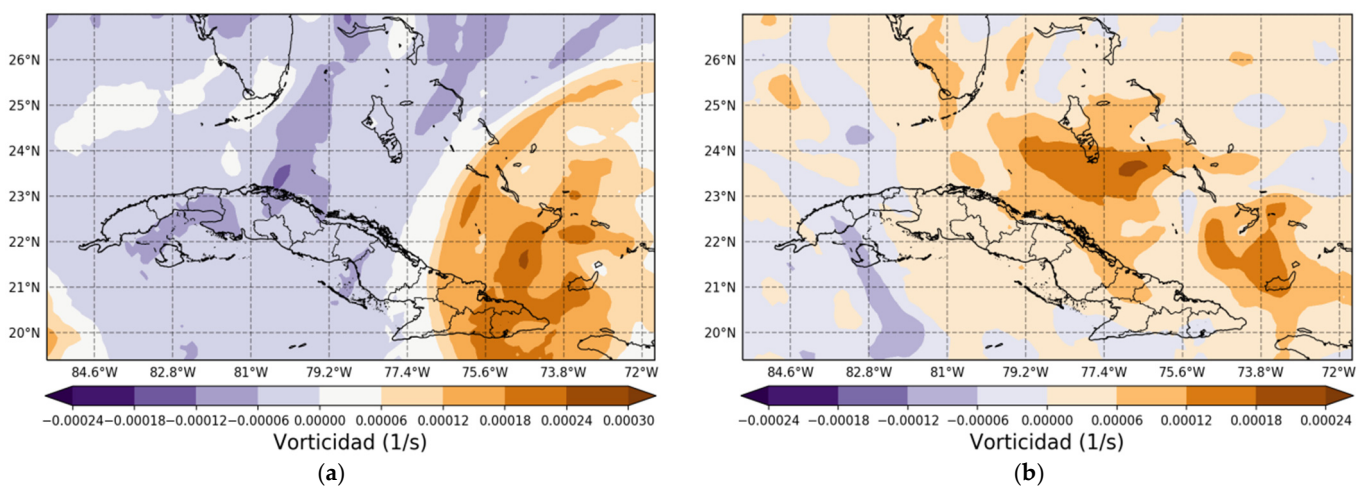 26°N 26°N
25°N 25°N
24°N 24°N
23°N 23°N
22°N 22°N
21°N 21°N
20°N 20°N
84.6°W 82.8°W 81°W 79.2°W 77.4°W 75.6°W 73.8°W 72°W 84.6°W 82.8°W 81°W 79.2°W 77.4°W 75.6°W 73.8°W 72°W
−0.00024 −0.00018 −0.00012 −0.00006 0.00000 0.00006 0.00012 0.00018 0.00024 0.00030 −0.00024 −0.00018 −0.00012 −0.00006 0.00000 0.00006 0.00012 0.00018 0.00024
Vorticidad (1/s) Vorticidad (1/s)
(a) (b)